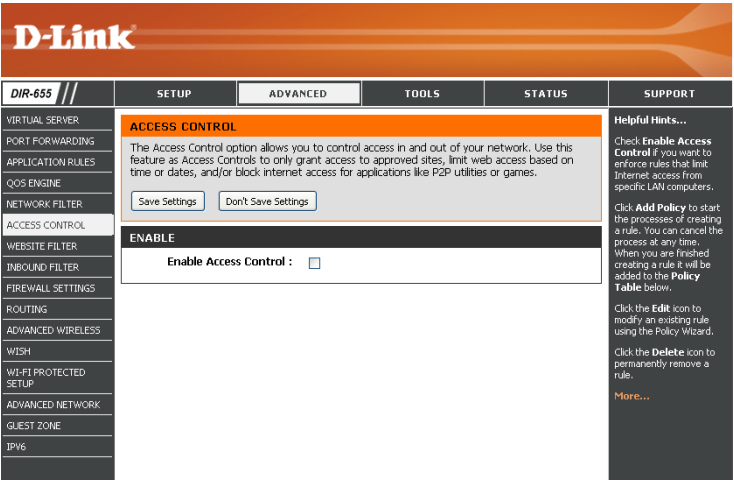 D-Link
DIR-655 //
SETUP
ADVANCED
TOOLS
STATUS
SUPPORT
VIRTUAL SERVER
PORT FORWARDING
APPLICATION RULES
QOS ENGINE
NETWORK FILTER
ACCESS CONTROL
WEBSITE FILTER
INBOUND FILTER
FIREWALL SETTINGS
ROUTING
ADVANCED WIRELESS
WISH
WI-FI PROTECTED
SETUP
ADVANCED NETWORK
GUEST ZONE
IPV6
ACCESS CONTROL
The Access Control option allows you to control access in and out of your network. Use this
feature as Access Controls to only grant access to approved sites, limit web access based on
time or dates, and/or block internet access for applications like P2P utilities or games.
Save Settings
Don't Save Settings
ENABLE
Enable Access Control :
Helpful Hints...
Check Enable Access
Control if you want to
enforce rules that limit
Internet access from
specific LAN computers.
Click Add Policy to start
the processes of creating
a rule. You can cancel the
process at any time.
When you are finished
creating a rule it will be
added to the Policy
Table below.
Click the Edit icon to
modify an existing rule
using the Policy Wizard.
Click the Delete icon to
permanently remove a
rule.
More...